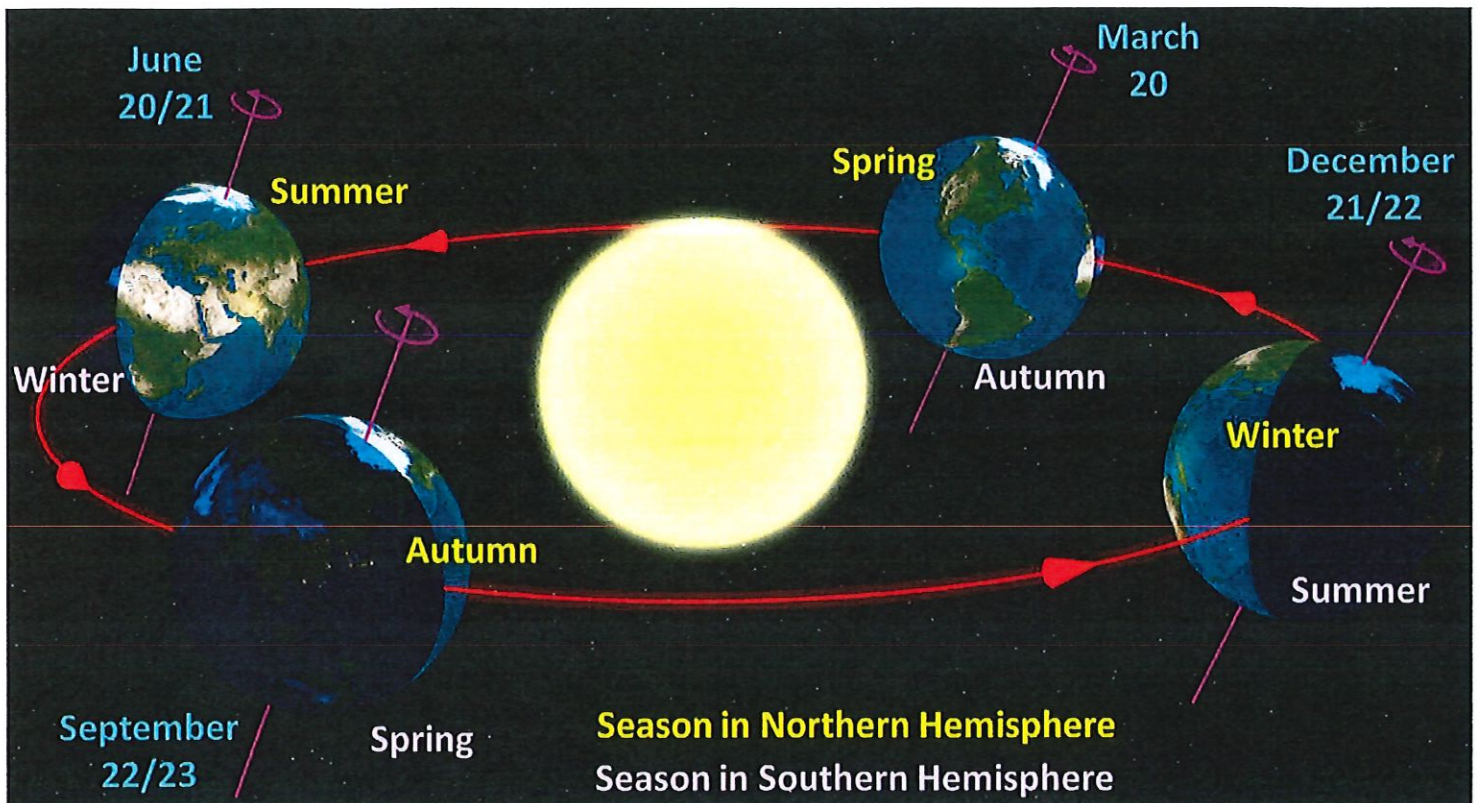 March
20
June
20/21
Spring
December
21/22
Summer
Winter
Autumn
Winter
Autumn
Summer
September
22/23
Spring
Season in Northern Hemisphere
Season in Southern Hemisphere